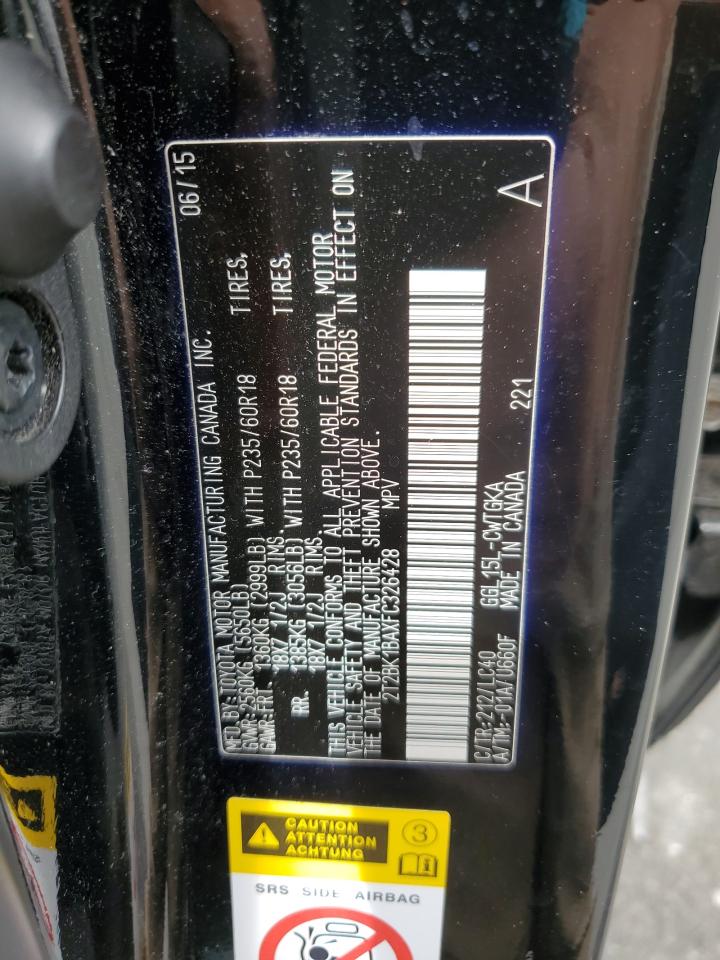 MFD. BY: TOYOTA MOTOR MANUFACTURING CANADA INC. 06/15
GVWR: 2560KG (5650LB)
GAWR: FRT. 1360KG (2999LB) WITH P235/60R18 TIRES,
18X7 1/2J RIMS,
RR. 1385KG (3056LB) WITH P235/60R18 TIRES,
18X7 1/2J RIMS,
THIS VEHICLE CONFORMS TO ALL APPLICABLE FEDERAL MOTOR
VEHICLE SAFETY AND THEFT PREVENTION STANDARDS IN EFFECT ON
THE DATE OF MANUFACTURE SHOWN ABOVE.
2T2BK1BAXFC326428 MPV
C/TR:212/LC40 GGL15L-CWTGKA
A/TM:-01A/U660F MADE IN CANADA 221 A
CAUTION
ATTENTION
ACHTUNG
3
SRS SIDE AIRBAG